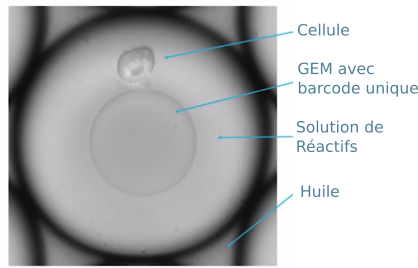 Cellule
GEM avec
barcode unique
Solution de
Réactifs
Huile